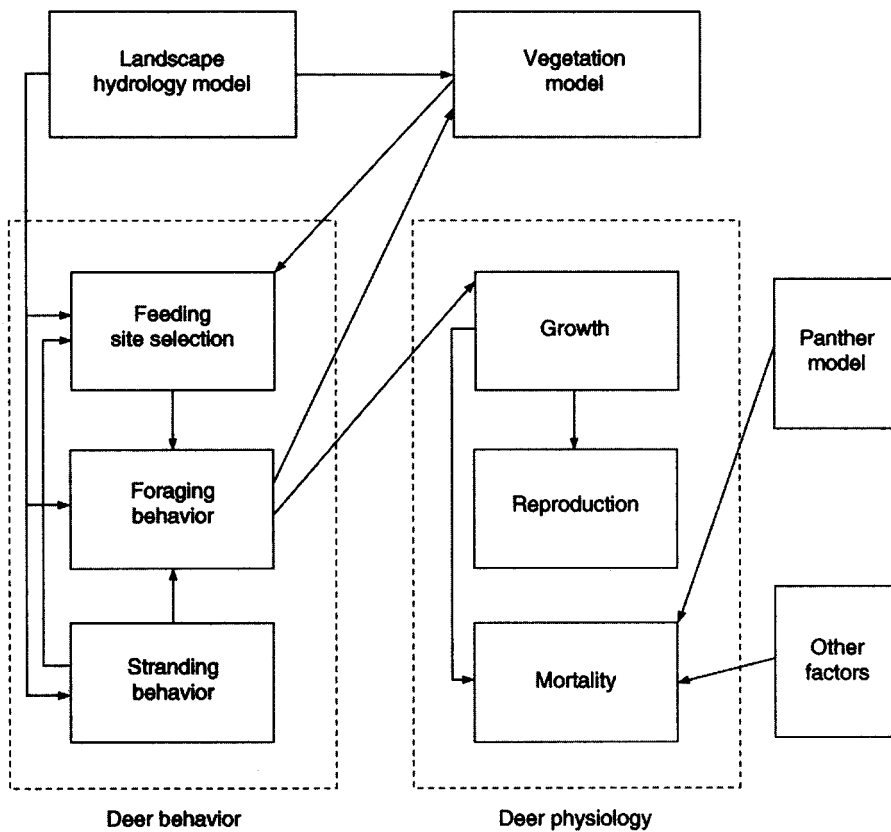 Landscape
hydrology model
Vegetation
model
Feeding
site selection
Growth
Panther
model
Foraging
behavior
Reproduction
Stranding
behavior
Mortality
Other
factors
Deer behavior
Deer physiology